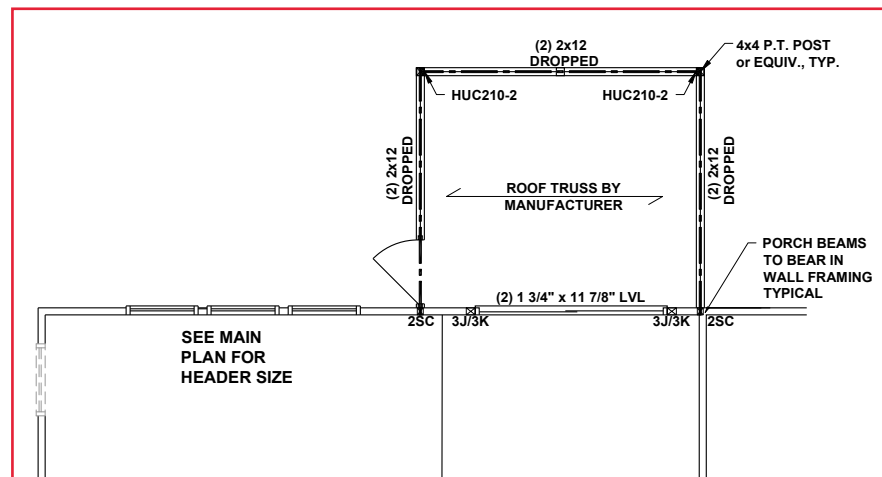 (2) 2x12
DROPPED
4x4 P.T. POST
or EQUIV., TYP.
HUC210-2
HUC210-2
(2) 2x12
DROPPED
(2) 2x12
DROPPED
ROOF TRUSS BY
MANUFACTURER
PORCH BEAMS
TO BEAR IN
WALL FRAMING
TYPICAL
(2) 1 3/4" x 11 7/8" LVL
2SC
3J/3K
3J/3K
2SC
SEE MAIN
PLAN FOR
HEADER SIZE